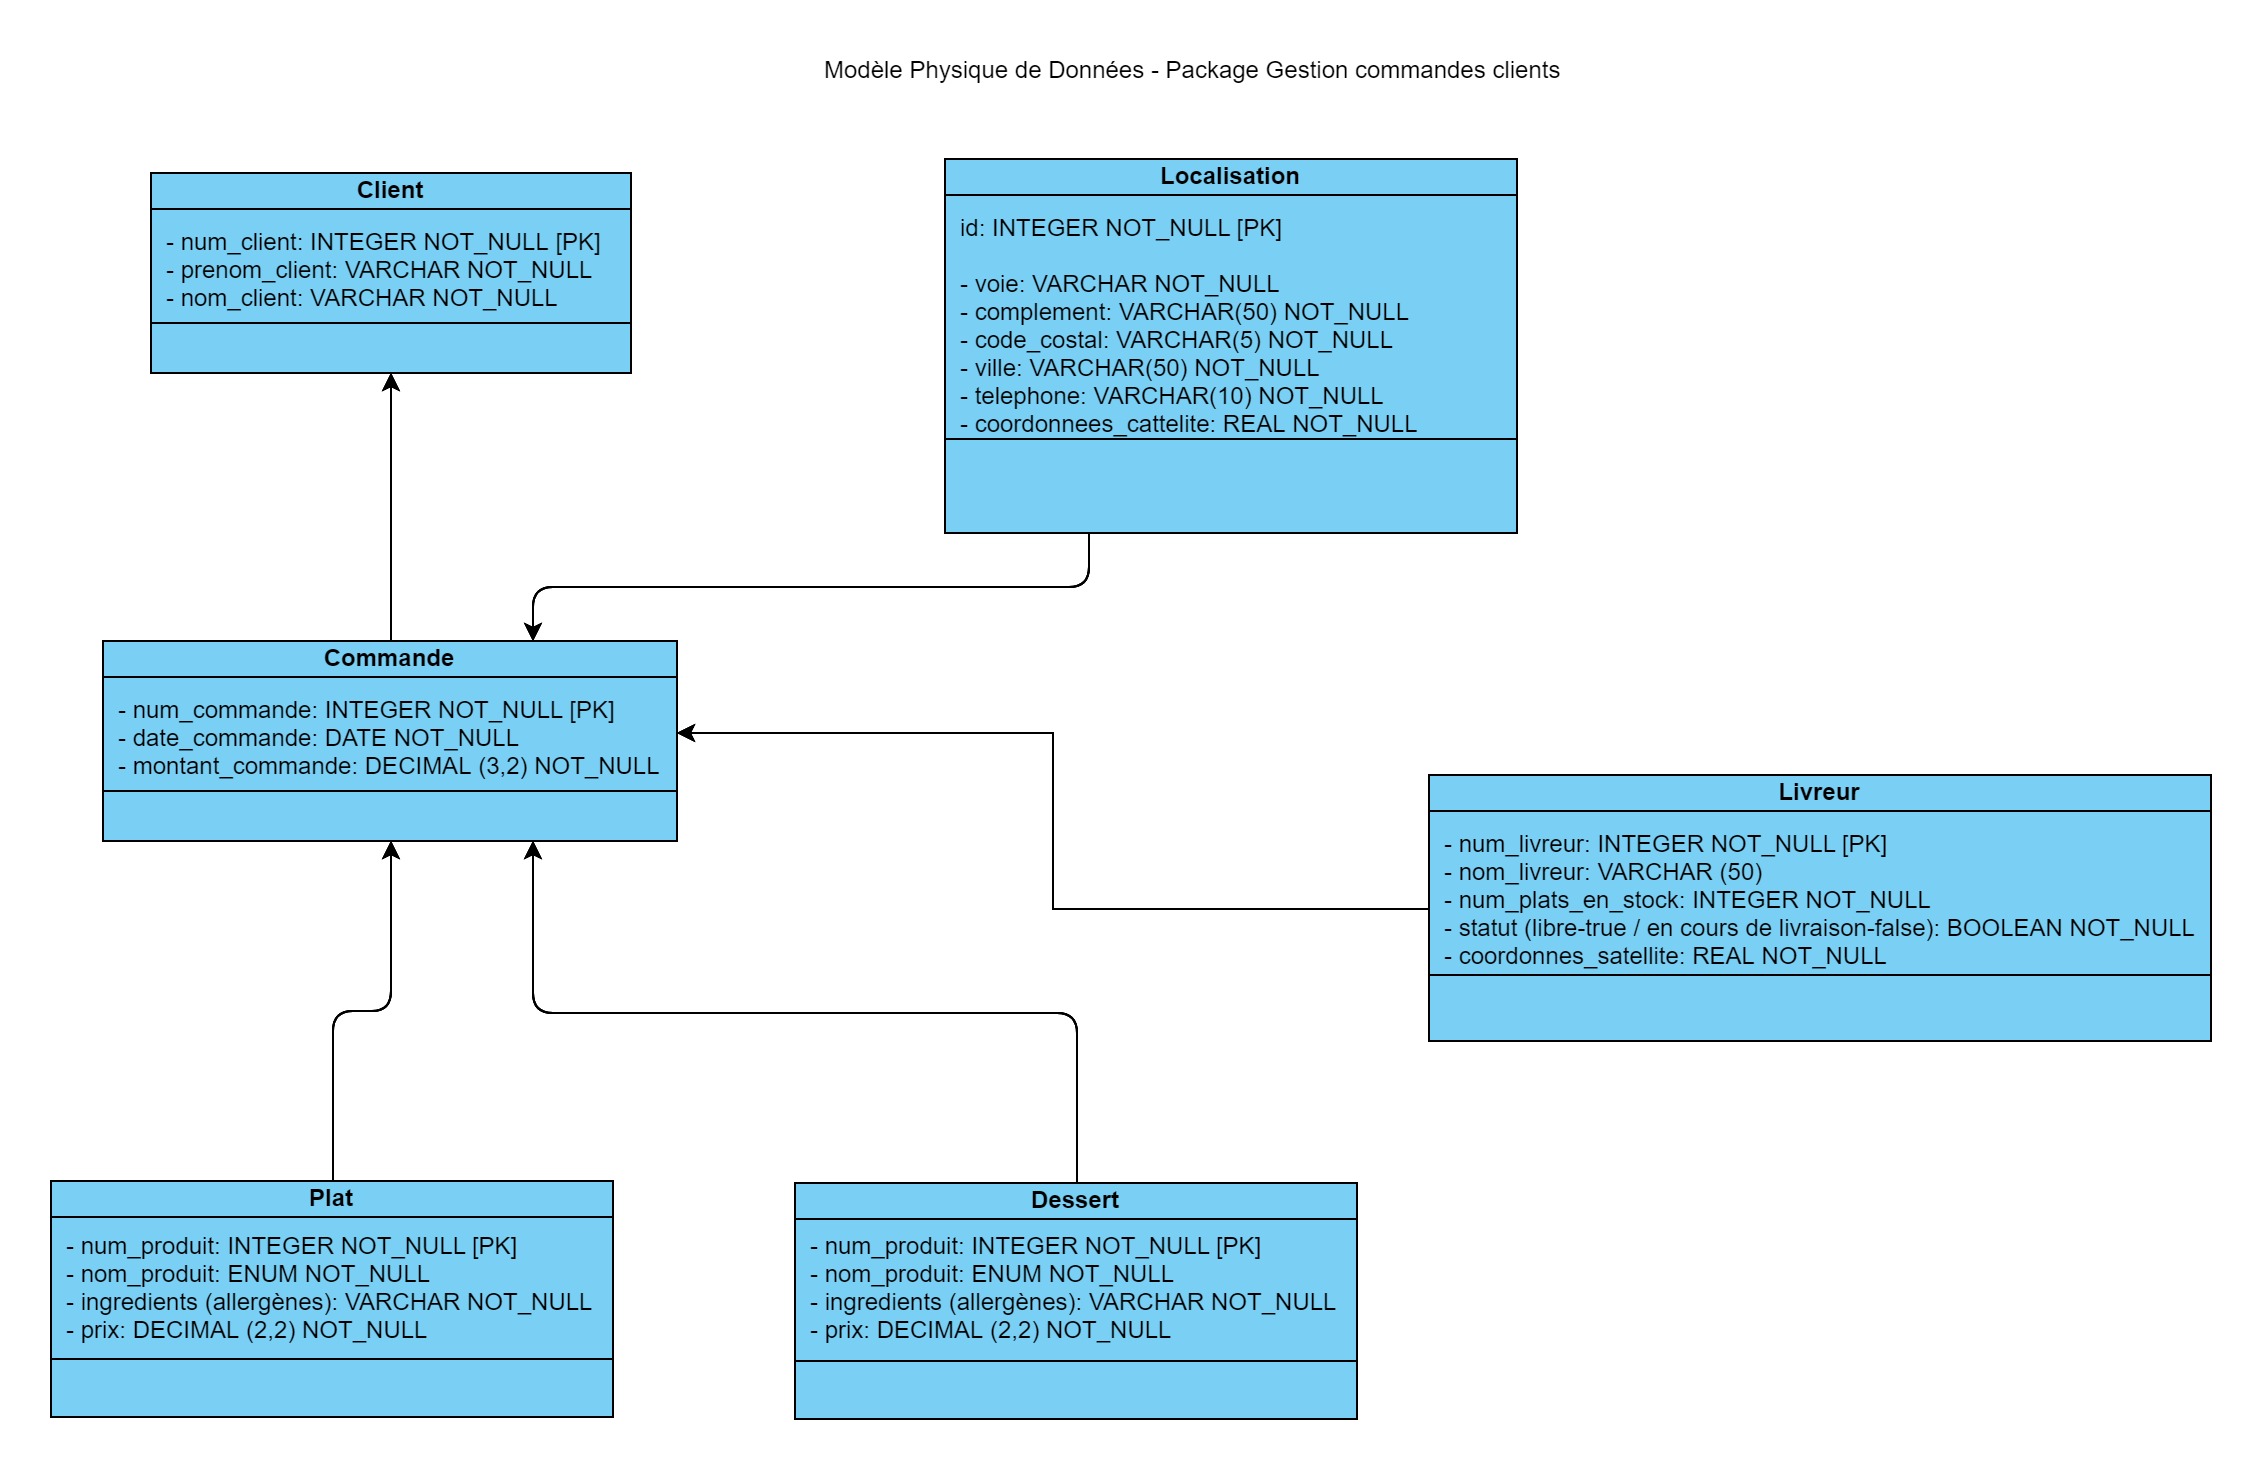 Modèle Physique de Données - Package Gestion commandes clients
Client
- num_client: INTEGER NOT_NULL [PK]
- prenom_client: VARCHAR NOT_NULL
- nom_client: VARCHAR NOT_NULL
Localisation
id: INTEGER NOT_NULL [PK]
- voie: VARCHAR NOT_NULL
- complement: VARCHAR(50) NOT_NULL
- code_costal: VARCHAR(5) NOT_NULL
- ville: VARCHAR(50) NOT_NULL
- telephone: VARCHAR(10) NOT_NULL
- coordonnees_cattelite: REAL NOT_NULL
Commande
- num_commande: INTEGER NOT_NULL [PK]
- date_commande: DATE NOT_NULL
- montant_commande: DECIMAL (3,2) NOT_NULL
Livreur
- num_livreur: INTEGER NOT_NULL [PK]
- nom_livreur: VARCHAR (50)
- num_plats_en_stock: INTEGER NOT_NULL
- statut (libre-true / en cours de livraison-false): BOOLEAN NOT_NULL
- coordonnes_satellite: REAL NOT_NULL
Plat
- num_produit: INTEGER NOT_NULL [PK]
- nom_produit: ENUM NOT_NULL
- ingredients (allergènes): VARCHAR NOT_NULL
- prix: DECIMAL (2,2) NOT_NULL
Dessert
- num_produit: INTEGER NOT_NULL [PK]
- nom_produit: ENUM NOT_NULL
- ingredients (allergènes): VARCHAR NOT_NULL
- prix: DECIMAL (2,2) NOT_NULL